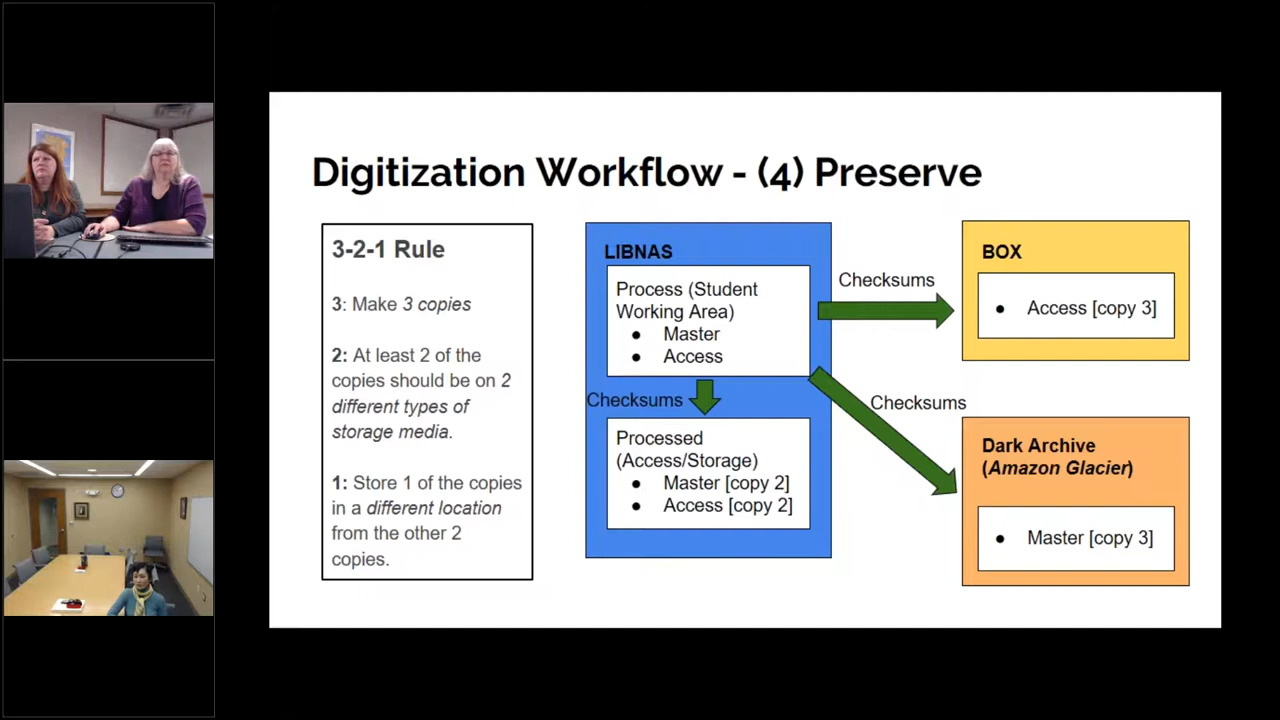 Digitization Workflow - (4) Preserve
3-2-1 Rule
3: Make 3 copies
2: At least 2 of the
copies should be on 2
different types of
storage media.
1: Store 1 of the copies
in a different location
from the other 2
copies.
LIBNAS
Process (Student
Working Area)
● Master
● Access
Checksums
Processed
(Access/Storage)
● Master [copy 2]
● Access [copy 2]
Checksums
BOX
● Access [copy 3]
Checksums
Dark Archive
(Amazon Glacier)
● Master [copy 3]